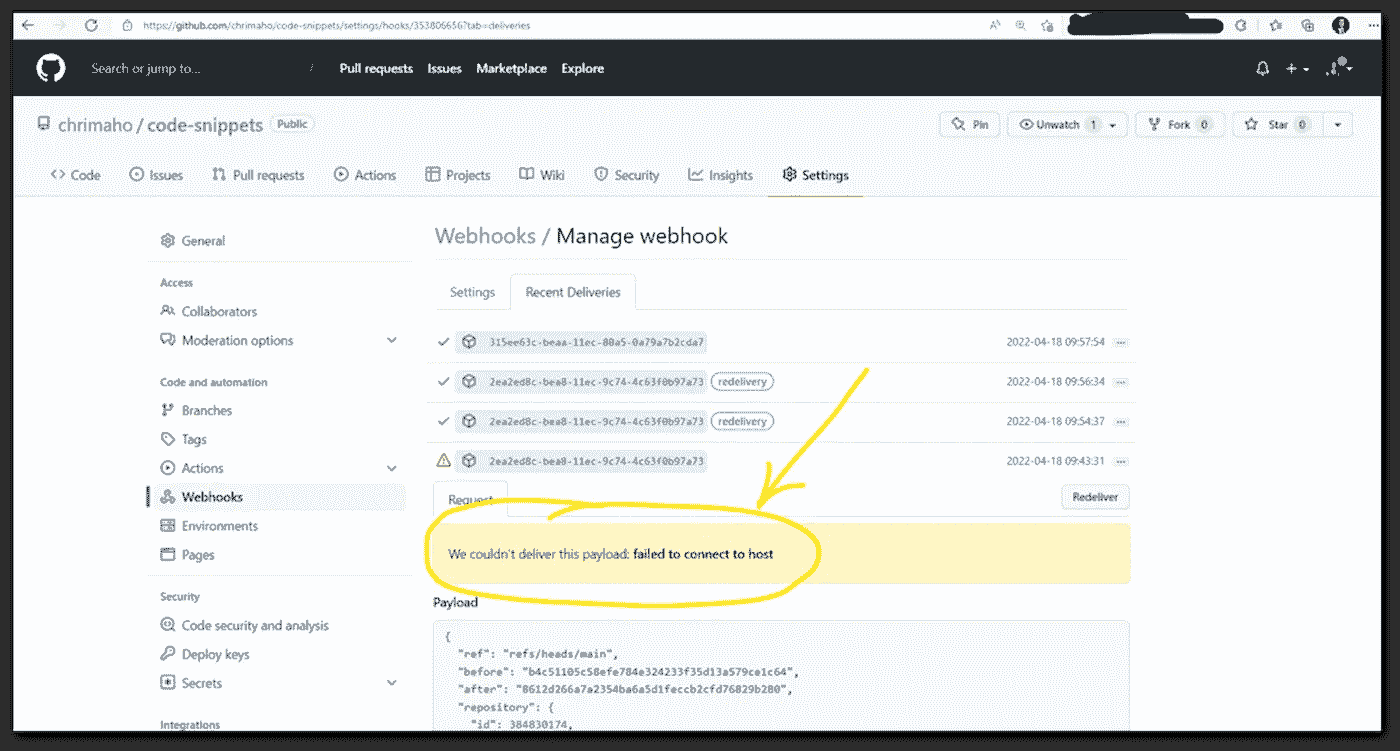 https://github.com/chrimaho/code-snippets/settings/hooks/353806656?tab=deliveries
Search or jump to... / Pull requests Issues Marketplace Explore
chrimaho / code-snippets Public Pin Unwatch 1 Fork 0 Star 0
Code Issues Pull requests Actions Projects Wiki Security Insights Settings
General
Access
Collaborators
Moderation options
Code and automation
Branches
Tags
Actions
Webhooks
Environments
Pages
Security
Code security and analysis
Deploy keys
Secrets
Integrations
Webhooks / Manage webhook
Settings Recent Deliveries
315ee63c-beaa-11ec-80a5-0a79a7b2cda7 2022-04-18 09:57:54
2ea2ed8c-bea8-11ec-9c74-4c63f0b97a73 redelivery 2022-04-18 09:56:34
2ea2ed8c-bea8-11ec-9c74-4c63f0b97a73 redelivery 2022-04-18 09:54:37
2ea2ed8c-bea8-11ec-9c74-4c63f0b97a73 2022-04-18 09:43:31
Request Redeliver
We couldn't deliver this payload: failed to connect to host
Payload
{
"ref": "refs/heads/main",
"before": "b4c51105c58efe784e324233f35d13a579ce1c64",
"after": "8612d266a7a2354ba6a5d1feccb2cfd76829b280",
"repository": {
"id": 384830174,